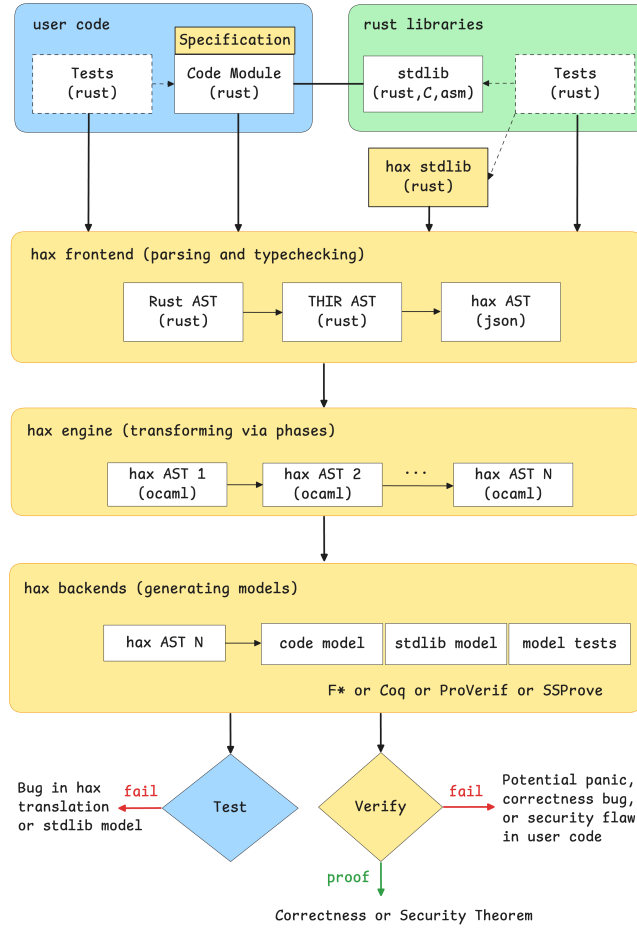 user code
rust libraries
Specification
Tests
(rust)
Code Module
(rust)
stdlib
(rust,C,asm)
Tests
(rust)
hax stdlib
(rust)
hax frontend (parsing and typechecking)
Rust AST
(rust)
THIR AST
(rust)
hax AST
(json)
hax engine (transforming via phases)
hax AST 1
(ocaml)
hax AST 2
(ocaml)
...
hax AST N
(ocaml)
hax backends (generating models)
hax AST N
code model
stdlib model
model tests
F* or Coq or ProVerif or SSProve
Bug in hax
translation
or stdlib model
fail
Test
Verify
fail
Potential panic,
correctness bug,
or security flaw
in user code
proof
Correctness or Security Theorem